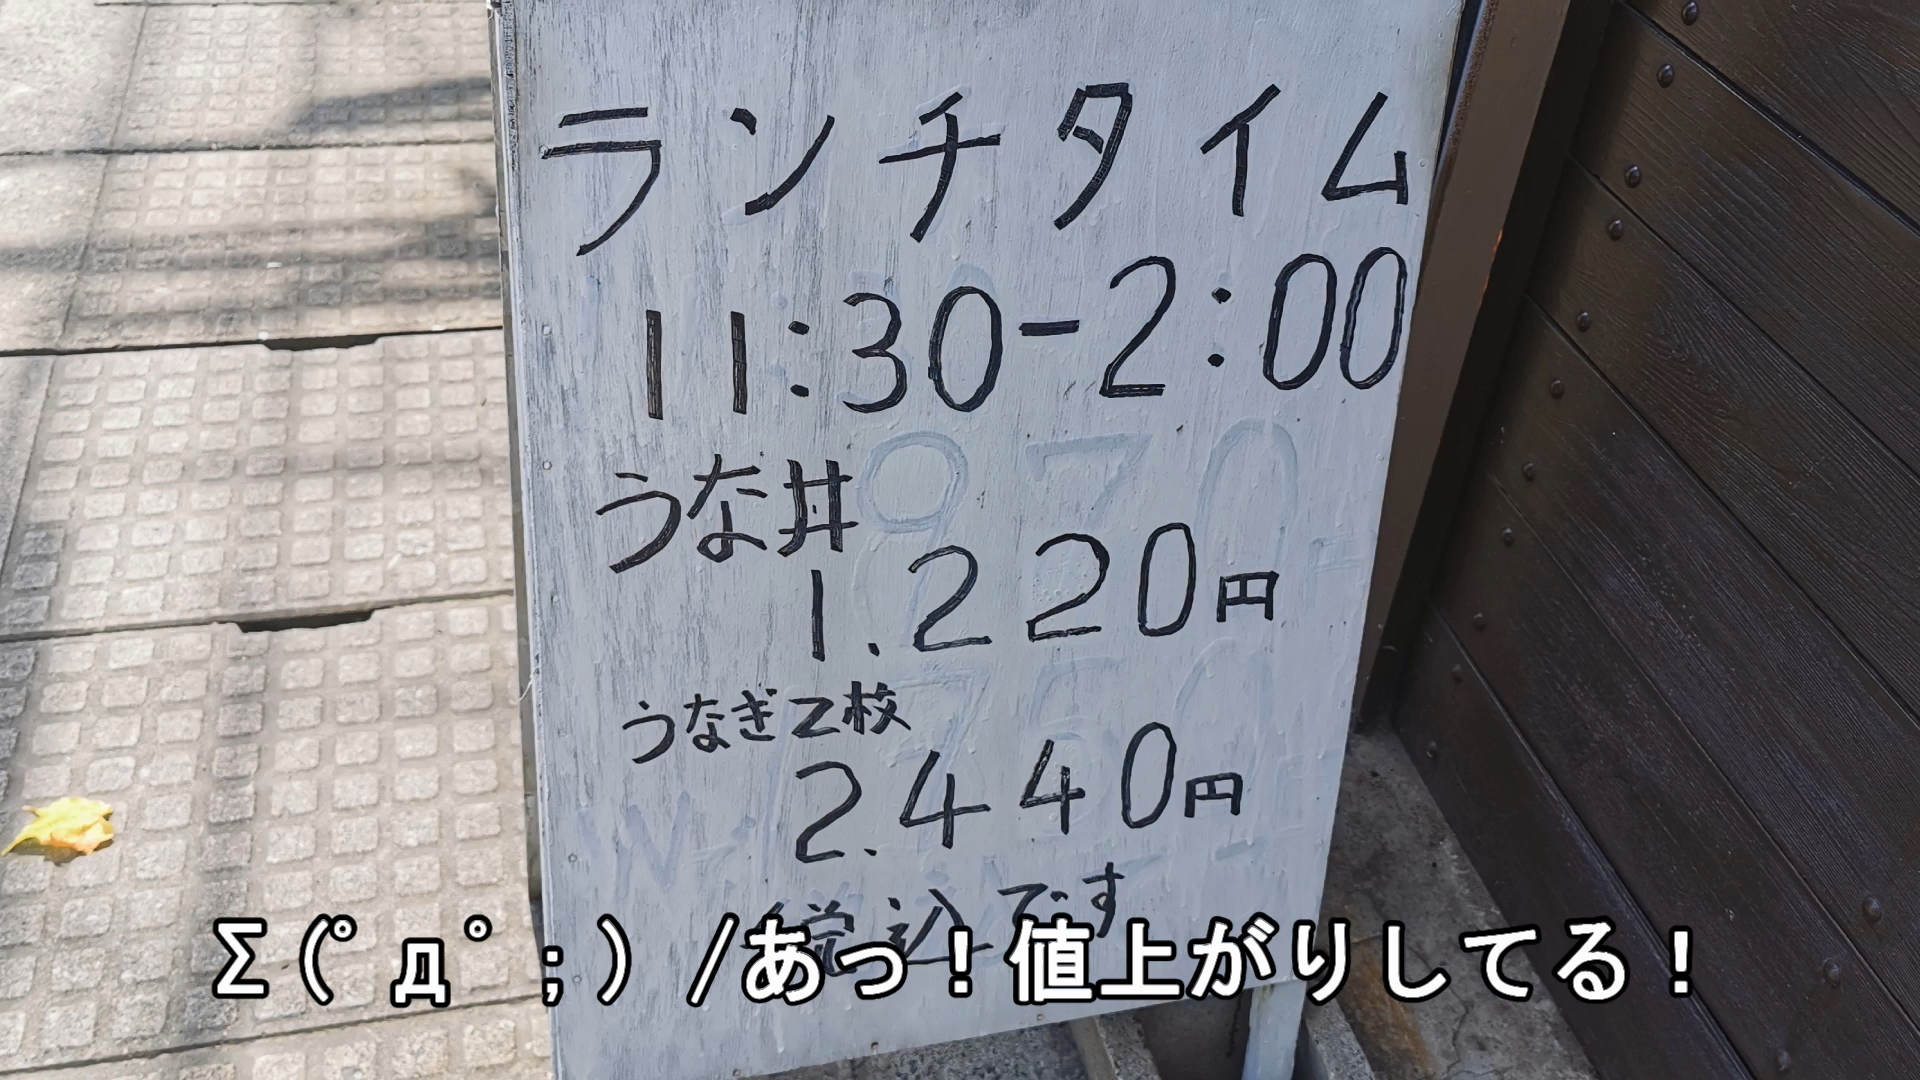 ランチタイム
11:30-2:00
うな丼
970
1.220円
うなぎ2枚
2.440円
税込です
Σ(ﾟдﾟ;)/あっ！値上がりしてる！